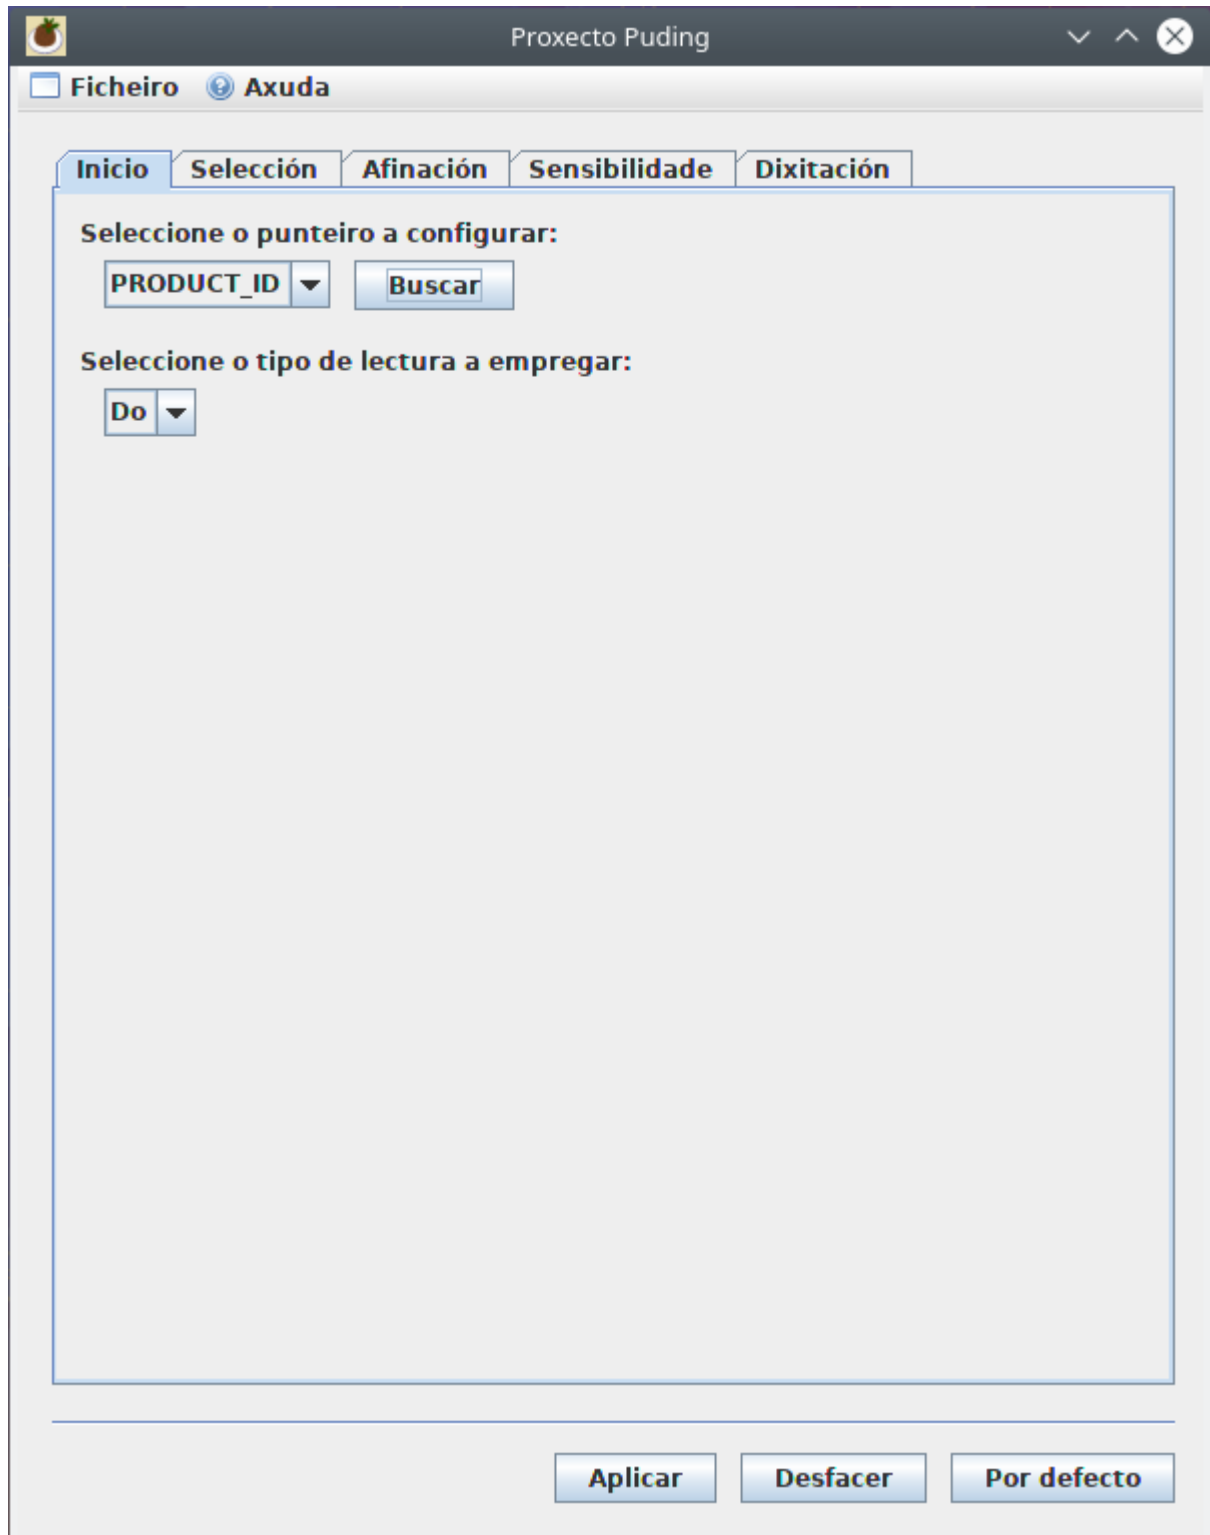 Proxecto Puding
Ficheiro Axuda
Inicio Selección Afinación Sensibilidade Dixitación
Seleccione o punteiro a configurar:
PRODUCT_ID Buscar
Seleccione o tipo de lectura a empregar:
Do
Aplicar Desfacer Por defecto